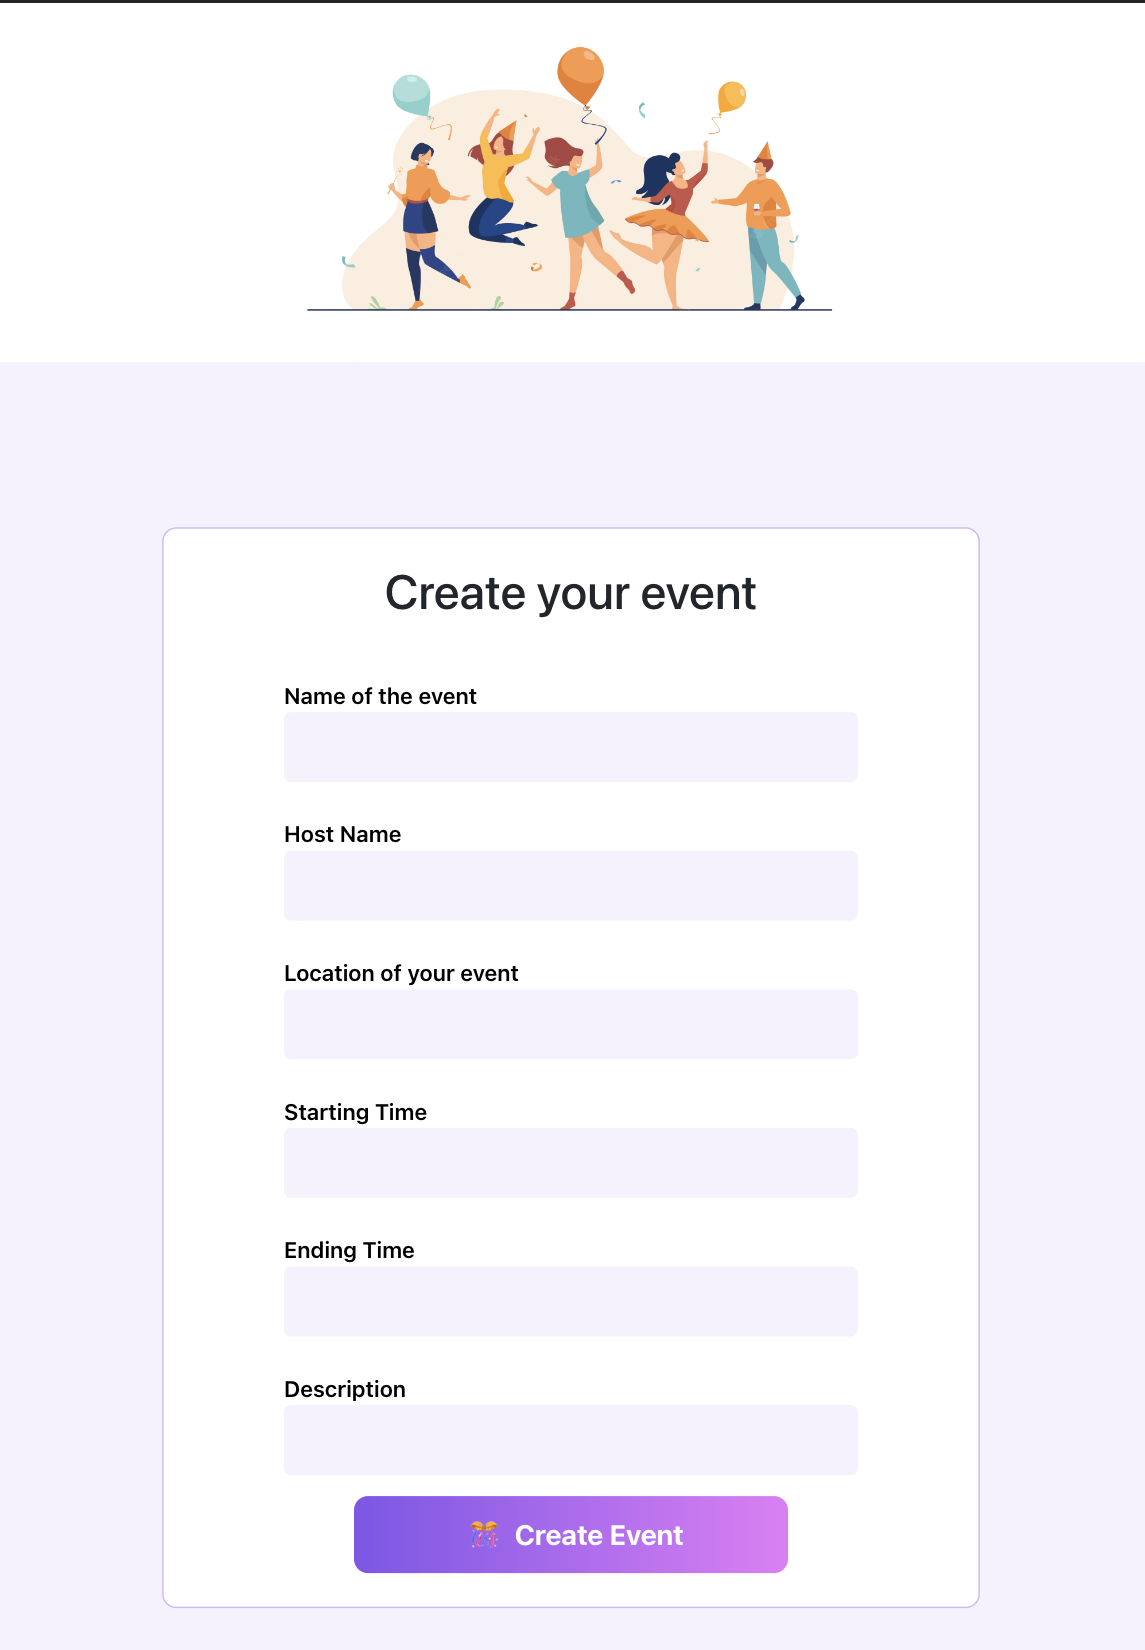 Create your event
Name of the event
Host Name
Location of your event
Starting Time
Ending Time
Description
🎊 Create Event